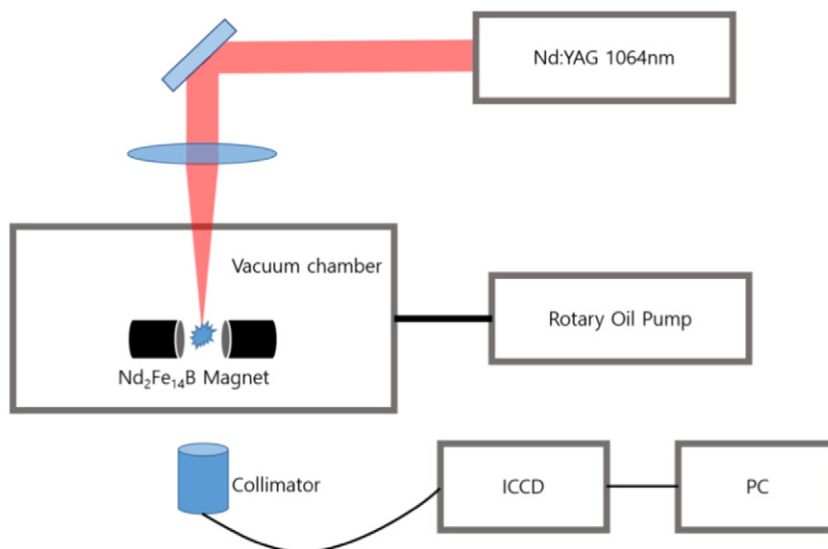 Nd:YAG 1064nm
Vacuum chamber
Rotary Oil Pump
Nd₂Fe₁₄B Magnet
Collimator
ICCD
PC